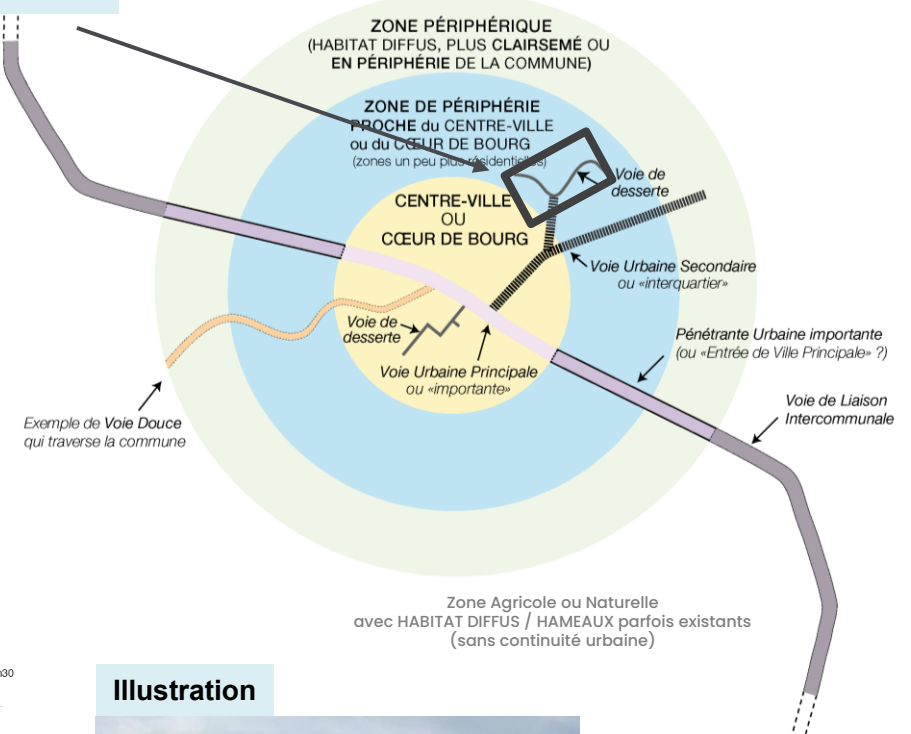 ZONE PÉRIPHÉRIQUE
(HABITAT DIFFUS, PLUS CLAIRSEMÉ OU
EN PÉRIPHÉRIE DE LA COMMUNE)
ZONE DE PÉRIPHÉRIE
PROCHE du CENTRE-VILLE
ou du CŒUR DE BOURG
(zones un peu plus résidentielles)
Voie de
desserte
CENTRE-VILLE
OU
CŒUR DE BOURG
Voie Urbaine Secondaire
ou «interquartier»
Voie de
desserte
Pénétrante Urbaine importante
(ou «Entrée de Ville Principale» ?)
Voie Urbaine Principale
ou «importante»
Voie de Liaison
Intercommunale
Exemple de Voie Douce
qui traverse la commune
Zone Agricole ou Naturelle
avec HABITAT DIFFUS / HAMEAUX parfois existants
(sans continuité urbaine)
30
Illustration